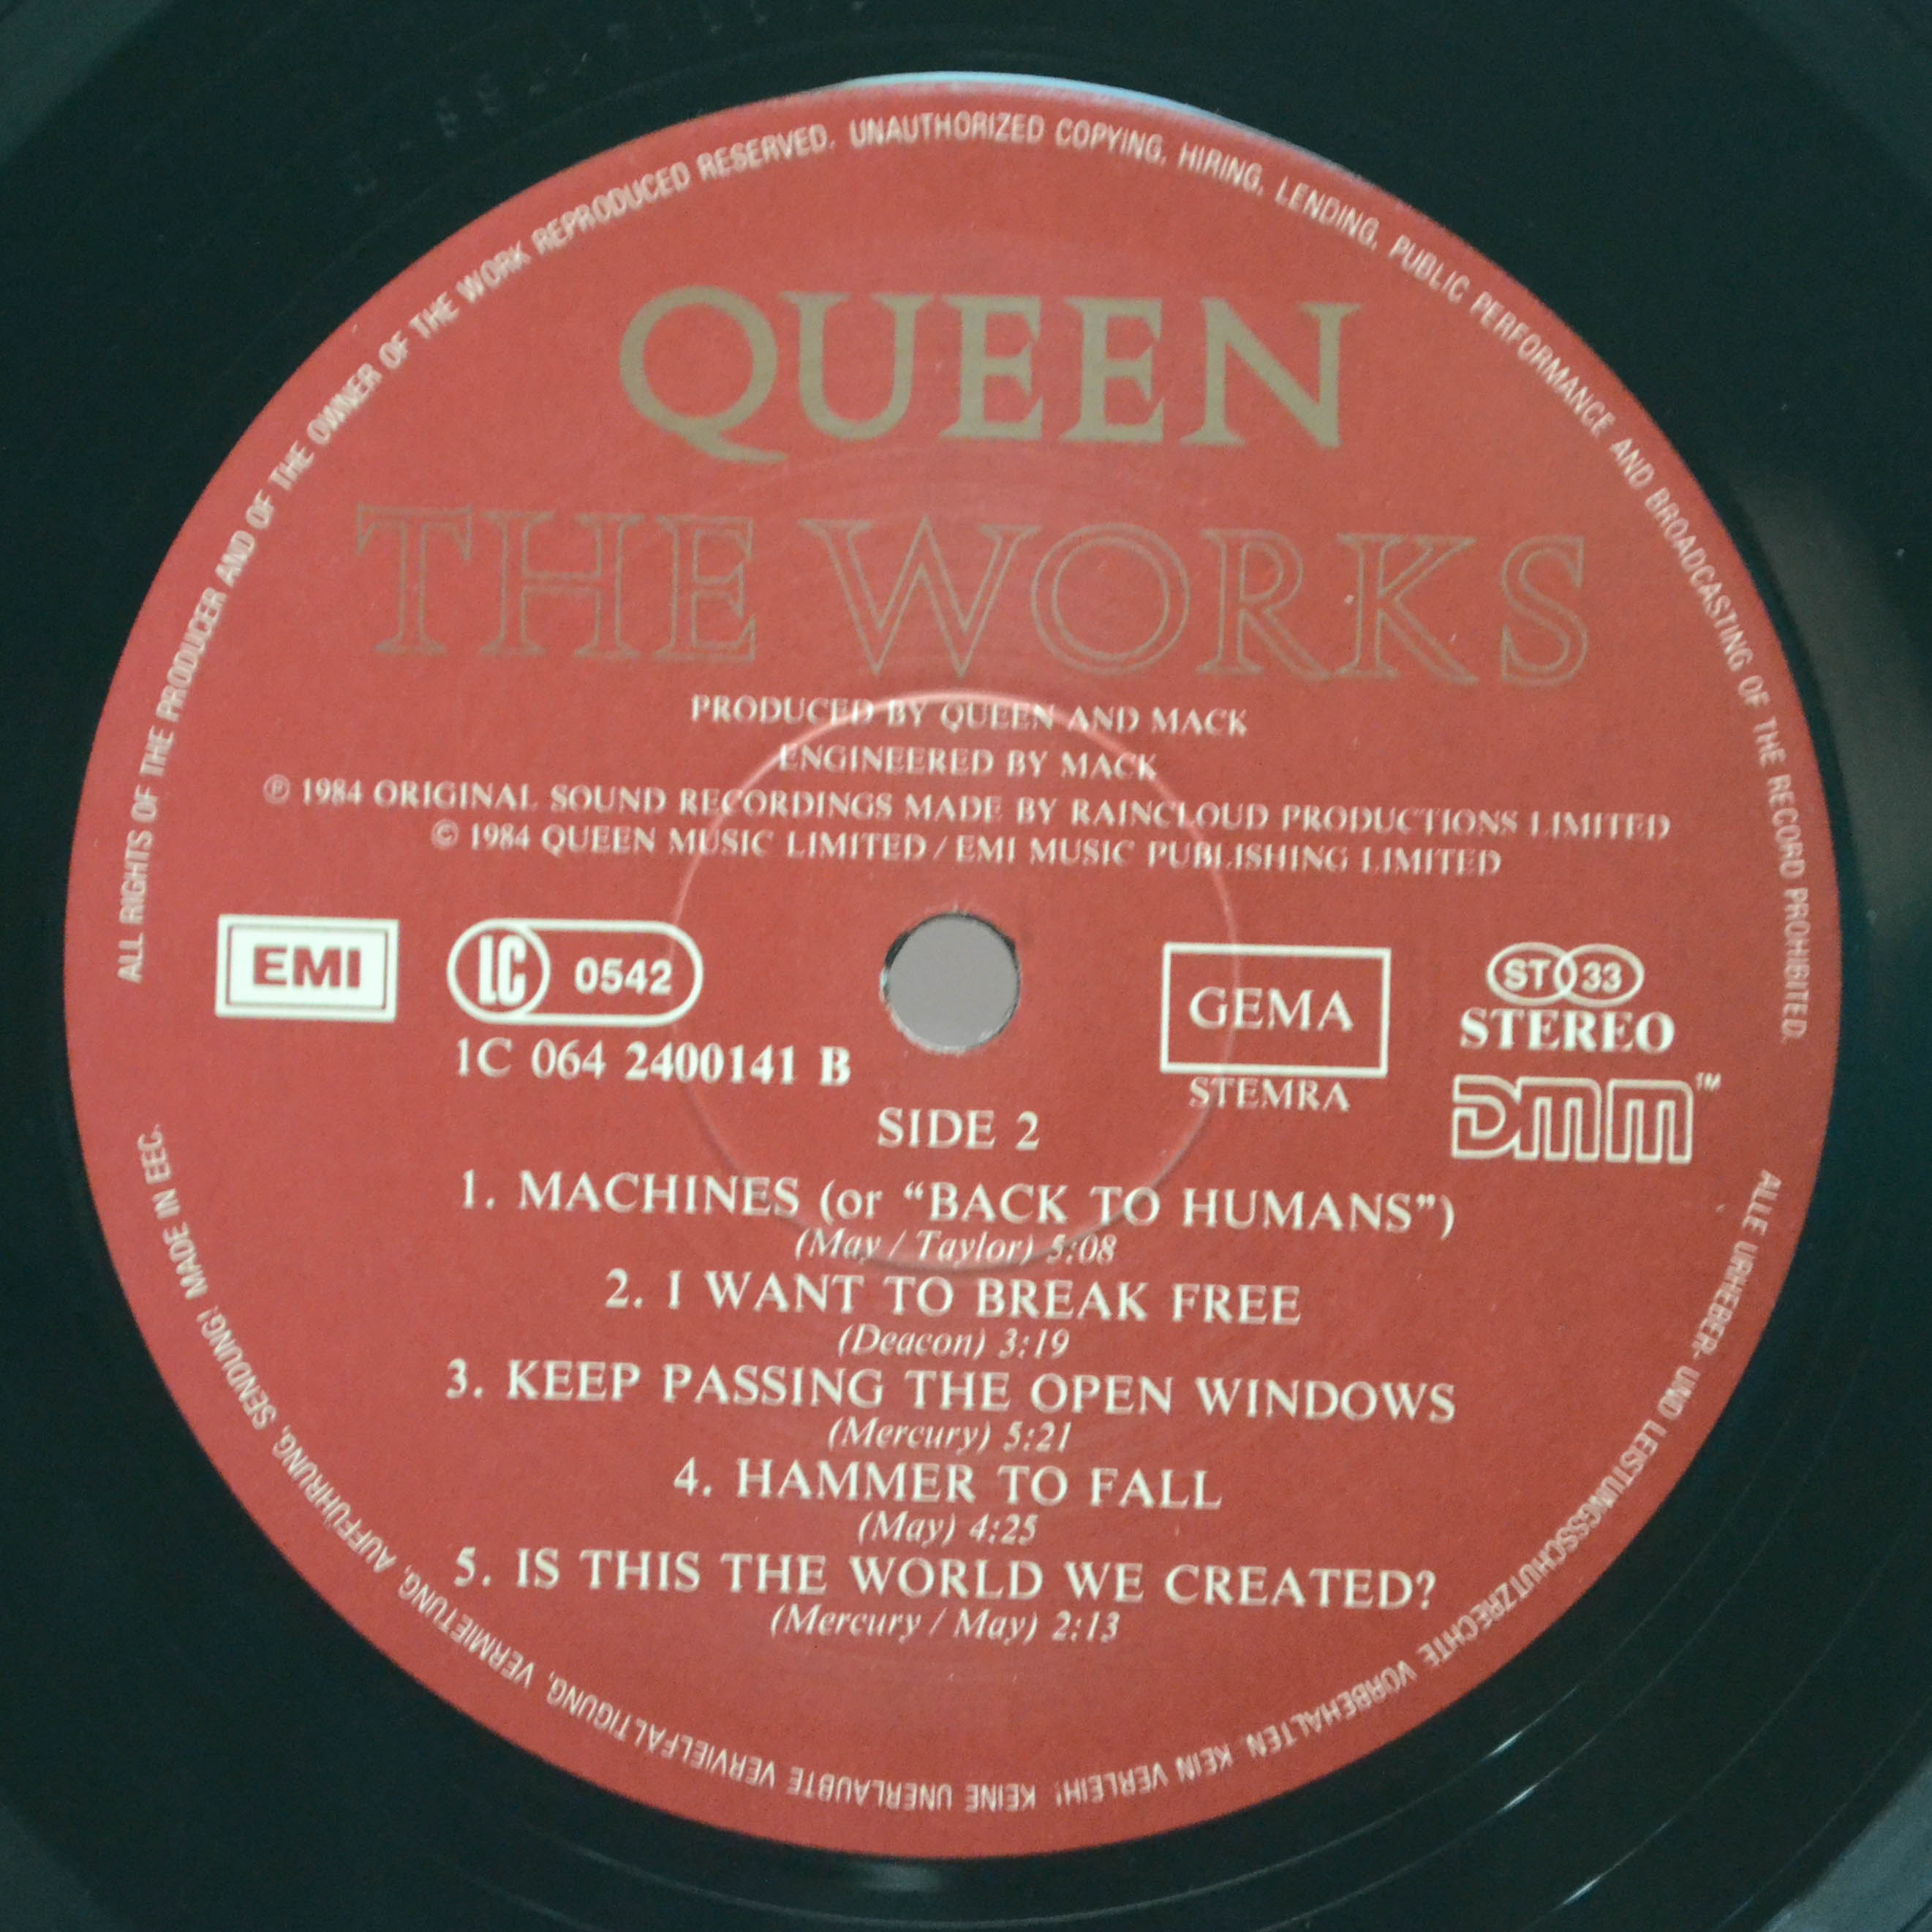 ALL RIGHTS OF THE PRODUCER AND OF THE OWNER OF THE WORK REPRODUCED RESERVED. UNAUTHORIZED COPYING, HIRING, LENDING, PUBLIC PERFORMANCE AND BROADCASTING OF THE RECORD PROHIBITED.
QUEEN
THE WORKS
PRODUCED BY QUEEN AND MACK
ENGINEERED BY MACK
℗ 1984 ORIGINAL SOUND RECORDINGS MADE BY RAINCLOUD PRODUCTIONS LIMITED
© 1984 QUEEN MUSIC LIMITED / EMI MUSIC PUBLISHING LIMITED
EMI
LC 0542
1C 064 2400141 B
GEMA
STEMRA
ST 33
STEREO
DMM™
SIDE 2
1. MACHINES (or “BACK TO HUMANS”)
(May / Taylor) 5:08
2. I WANT TO BREAK FREE
(Deacon) 3:19
3. KEEP PASSING THE OPEN WINDOWS
(Mercury) 5:21
4. HAMMER TO FALL
(May) 4:25
5. IS THIS THE WORLD WE CREATED?
(Mercury / May) 2:13
ALLE URHEBER- UND LEISTUNGSSCHUTZRECHTE VORBEHALTEN. KEIN VERLEIH! KEINE UNERLAUBTE VERVIELFÄLTIGUNG, VERMIETUNG, AUFFÜHRUNG, SENDUNG! MADE IN EEC.